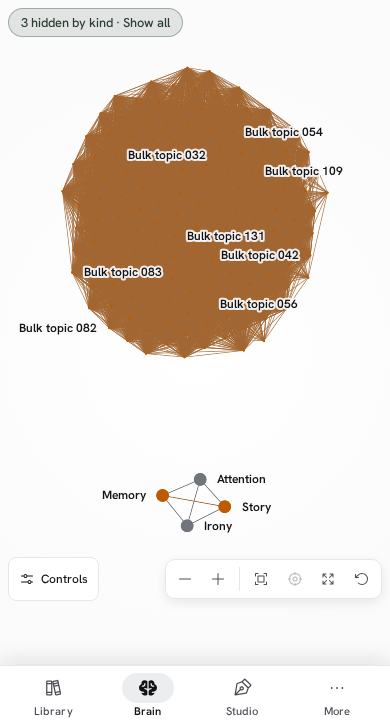 3 hidden by kind · Show all
Bulk topic 054
Bulk topic 032
Bulk topic 109
Bulk topic 131
Bulk topic 042
Bulk topic 083
Bulk topic 056
Bulk topic 082
Attention
Memory
Story
Irony
Controls
Library
Brain
Studio
More